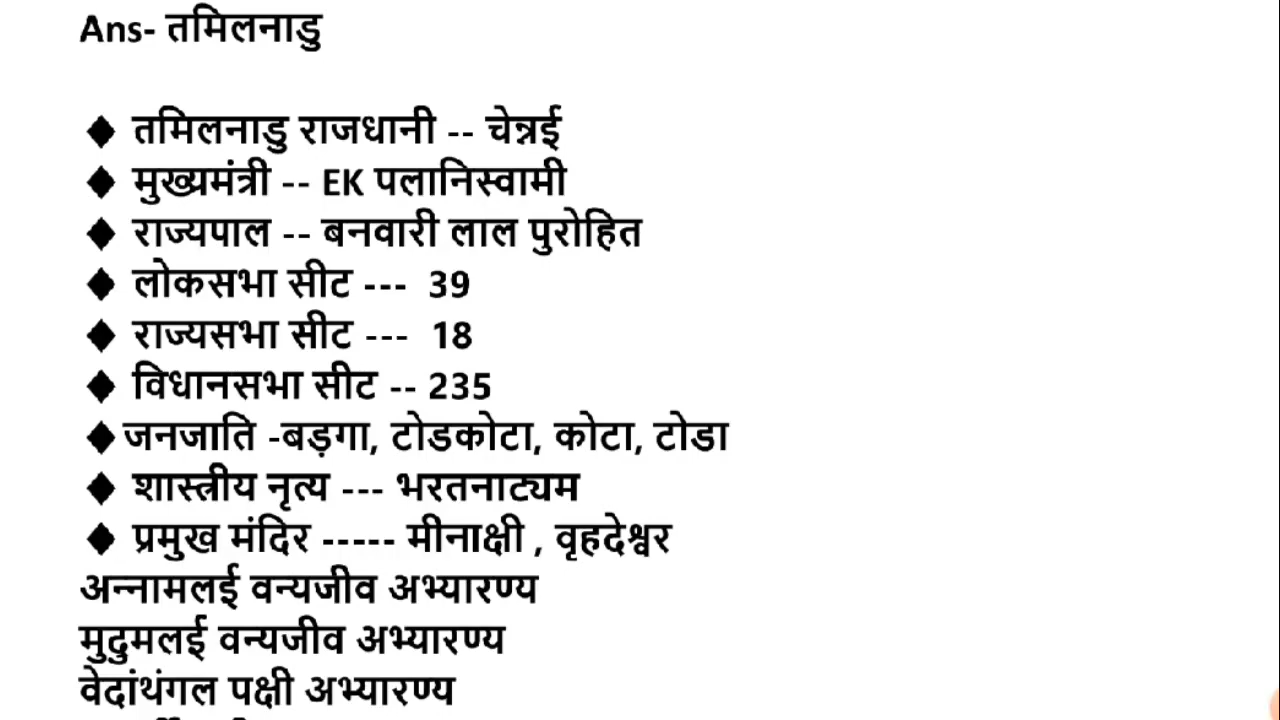 Ans- तमिलनाडु
◆ तमिलनाडु राजधानी -- चेन्नई
◆ मुख्यमंत्री -- EK पलानिस्वामी
◆ राज्यपाल -- बनवारी लाल पुरोहित
◆ लोकसभा सीट --- 39
◆ राज्यसभा सीट --- 18
◆ विधानसभा सीट -- 235
◆जनजाति -बड़गा, टोडकोटा, कोटा, टोडा
◆ शास्त्रीय नृत्य --- भरतनाट्यम
◆ प्रमुख मंदिर ----- मीनाक्षी , वृहदेश्वर
अन्नामलई वन्यजीव अभ्यारण्य
मुदुमलई वन्यजीव अभ्यारण्य
वेदांथंगल पक्षी अभ्यारण्य